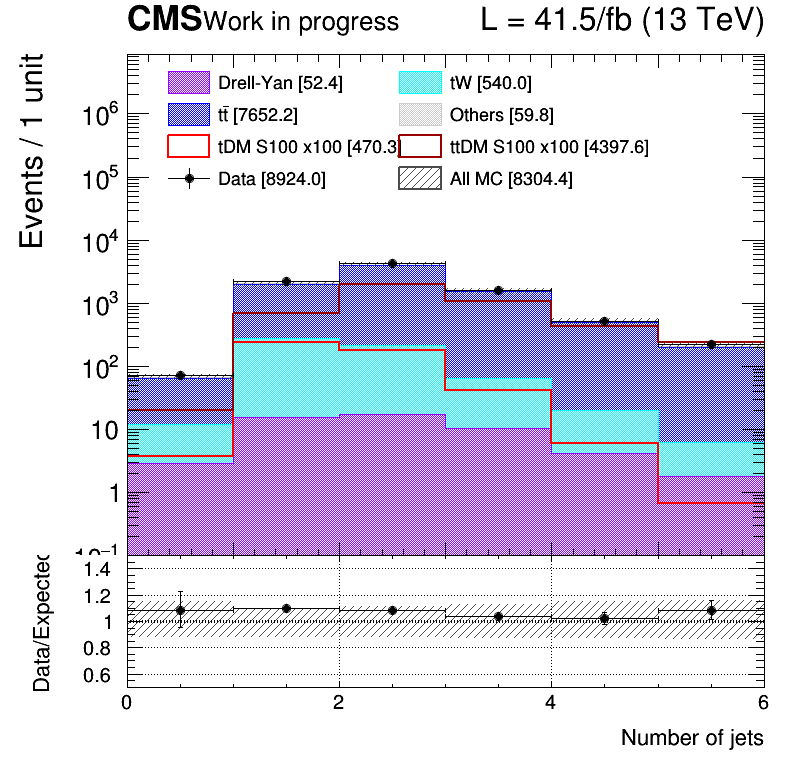 CMS Work in progress L = 41.5/fb (13 TeV)
Events / 1 unit
Drell-Yan [52.4] tW [540.0]
tt̄ [7652.2] Others [59.8]
tDM S100 x100 [470.3] ttDM S100 x100 [4397.6]
Data [8924.0] All MC [8304.4]
10⁶
10⁵
10⁴
10³
10²
10
1
10⁻¹
Data/Expected
1.4
1.2
1
0.8
0.6
0 2 4 6
Number of jets